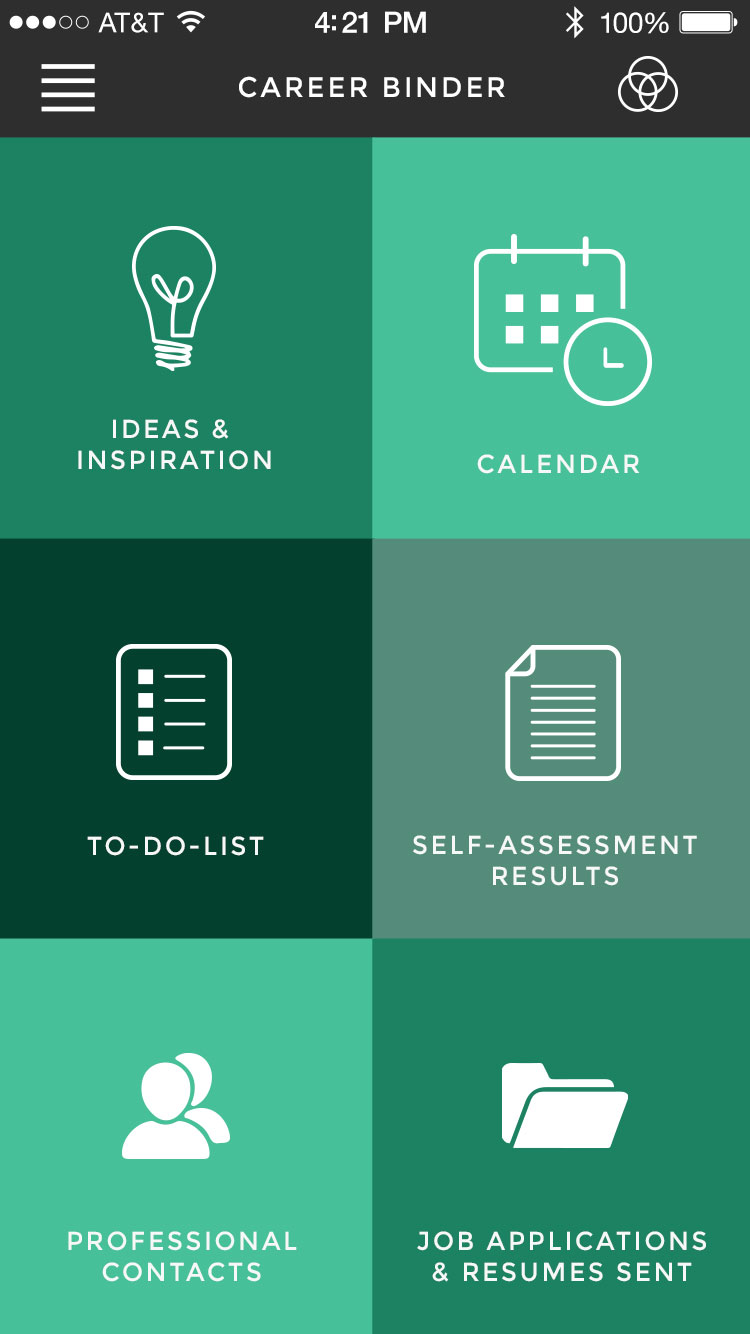 AT&T 4:21 PM 100%
CAREER BINDER
IDEAS &
INSPIRATION
CALENDAR
TO-DO-LIST
SELF-ASSESSMENT
RESULTS
PROFESSIONAL
CONTACTS
JOB APPLICATIONS
& RESUMES SENT